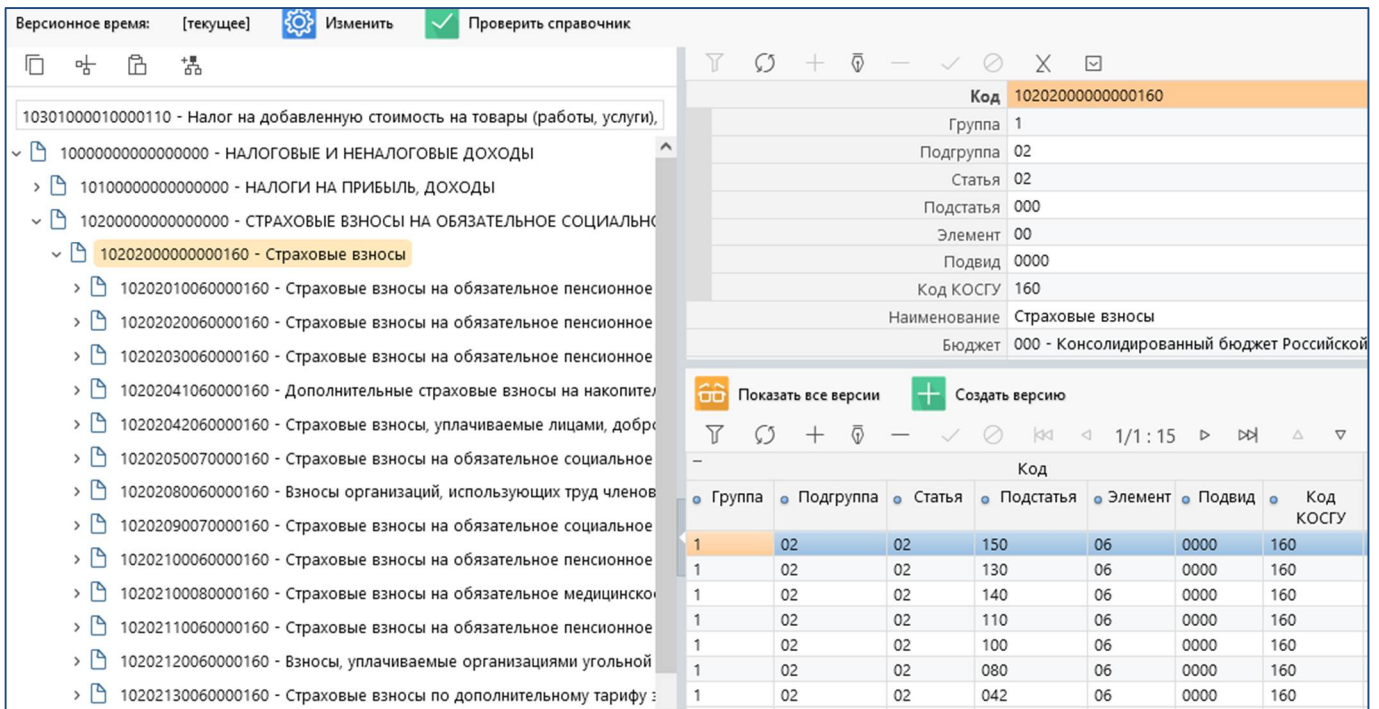 Версионное время: [текущее] Изменить Проверить справочник
10301000010000110 - Налог на добавленную стоимость на товары (работы, услуги),
10000000000000000 - НАЛОГОВЫЕ И НЕНАЛОГОВЫЕ ДОХОДЫ
10100000000000000 - НАЛОГИ НА ПРИБЫЛЬ, ДОХОДЫ
10200000000000000 - СТРАХОВЫЕ ВЗНОСЫ НА ОБЯЗАТЕЛЬНОЕ СОЦИАЛЬНО
10202000000000160 - Страховые взносы
10202010060000160 - Страховые взносы на обязательное пенсионное
10202020060000160 - Страховые взносы на обязательное пенсионное
10202030060000160 - Страховые взносы на обязательное пенсионное
10202041060000160 - Дополнительные страховые взносы на накопител
10202042060000160 - Страховые взносы, уплачиваемые лицами, добро
10202050070000160 - Страховые взносы на обязательное социальное
10202080060000160 - Взносы организаций, использующих труд членов
10202090070000160 - Страховые взносы на обязательное социальное
10202100060000160 - Страховые взносы на обязательное пенсионное
10202100080000160 - Страховые взносы на обязательное медицинско
10202110060000160 - Страховые взносы на обязательное пенсионное
10202120060000160 - Взносы, уплачиваемые организациями угольной
10202130060000160 - Страховые взносы по дополнительному тарифу з
Код 10202000000000160
Группа 1
Подгруппа 02
Статья 02
Подстатья 000
Элемент 00
Подвид 0000
Код КОСГУ 160
Наименование Страховые взносы
Бюджет 000 - Консолидированный бюджет Российской
Показать все версии Создать версию
1/1 : 15
Код
Группа Подгруппа Статья Подстатья Элемент Подвид Код
КОСГУ
1 02 02 150 06 0000 160
1 02 02 130 06 0000 160
1 02 02 140 06 0000 160
1 02 02 110 06 0000 160
1 02 02 100 06 0000 160
1 02 02 080 06 0000 160
1 02 02 042 06 0000 160